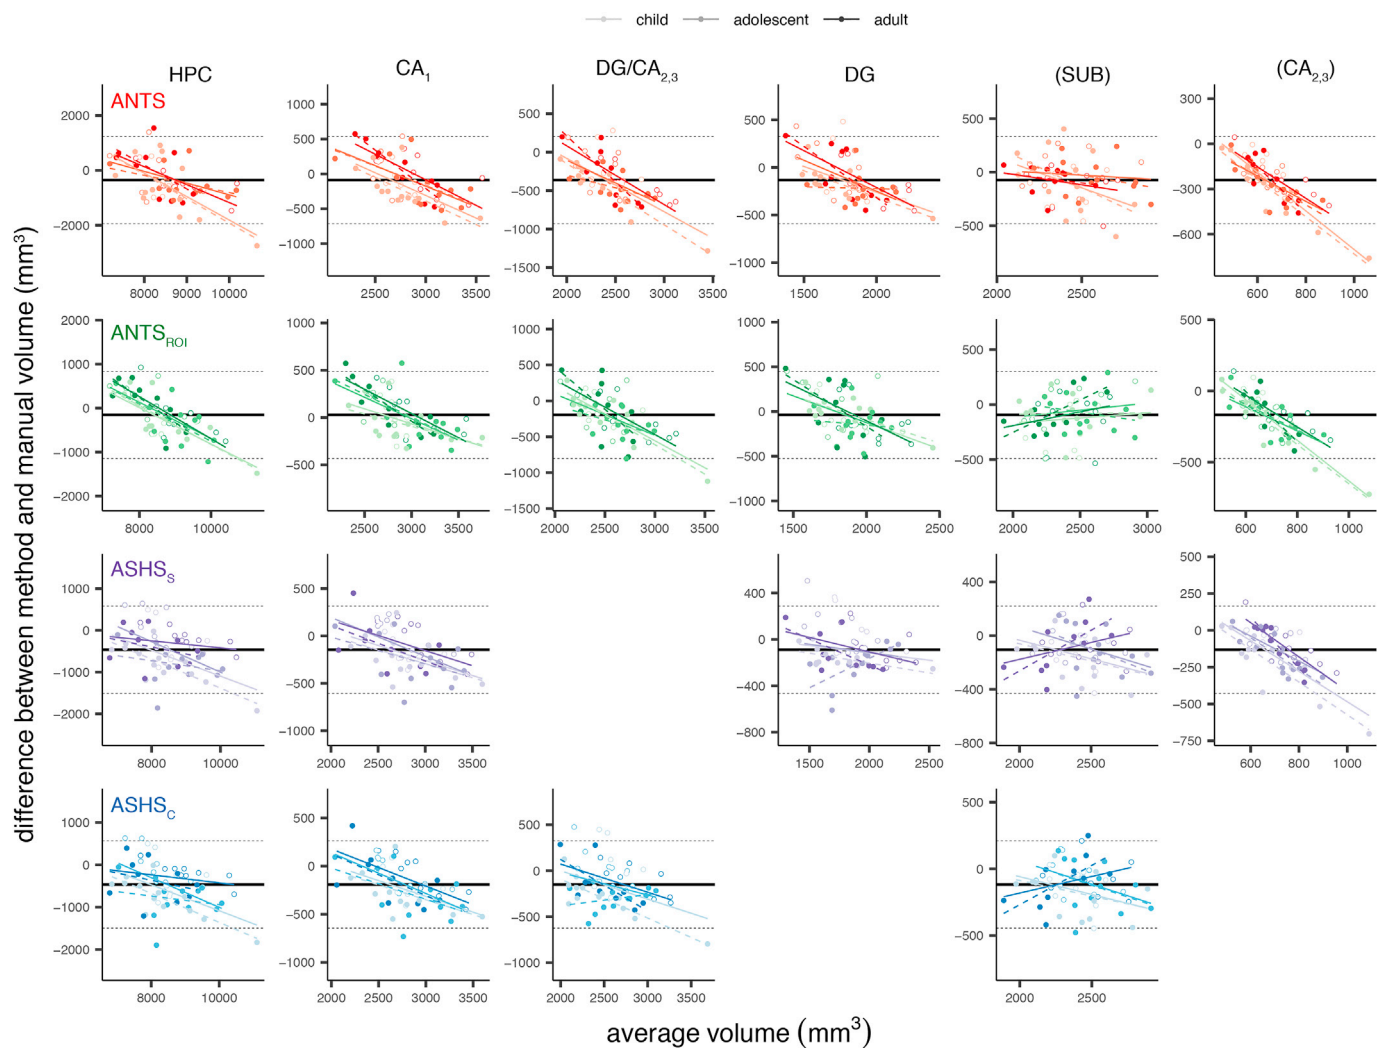 child adolescent adult
HPC CA1 DG/CA2,3 DG (SUB) (CA2,3)
difference between method and manual volume (mm3)
ANTS
2000 0 −2000
8000 9000 10000
1000 500 0 −500 −1000
2500 3000 3500
500 0 −500 −1000 −1500
2000 2500 3000 3500
500 0 −500 −1000
1500 2000
500 0 −500
2000 2500
300 0 −300 −600
600 800 1000
ANTSROI
2000 1000 0 −1000 −2000
8000 10000
1000 500 0 −500
2500 3000 3500
1000 500 0 −500 −1000 −1500
2000 2500 3000 3500
1000 500 0 −500 −1000
1500 2000 2500
500 0 −500
2000 2500 3000
500 0 −500
600 800 1000
ASHSS
1000 0 −1000 −2000
8000 10000
500 0 −500 −1000
2000 2500 3000 3500
400 0 −400 −800
1500 2000 2500
400 0 −400 −800
2000 2500
500 250 0 −250 −500 −750
600 800 1000
ASHSC
1000 0 −1000 −2000
8000 10000
500 0 −500 −1000
2000 2500 3000 3500
500 0 −500 −1000
2000 2500 3000 3500
500 0 −500
2000 2500
average volume (mm3)